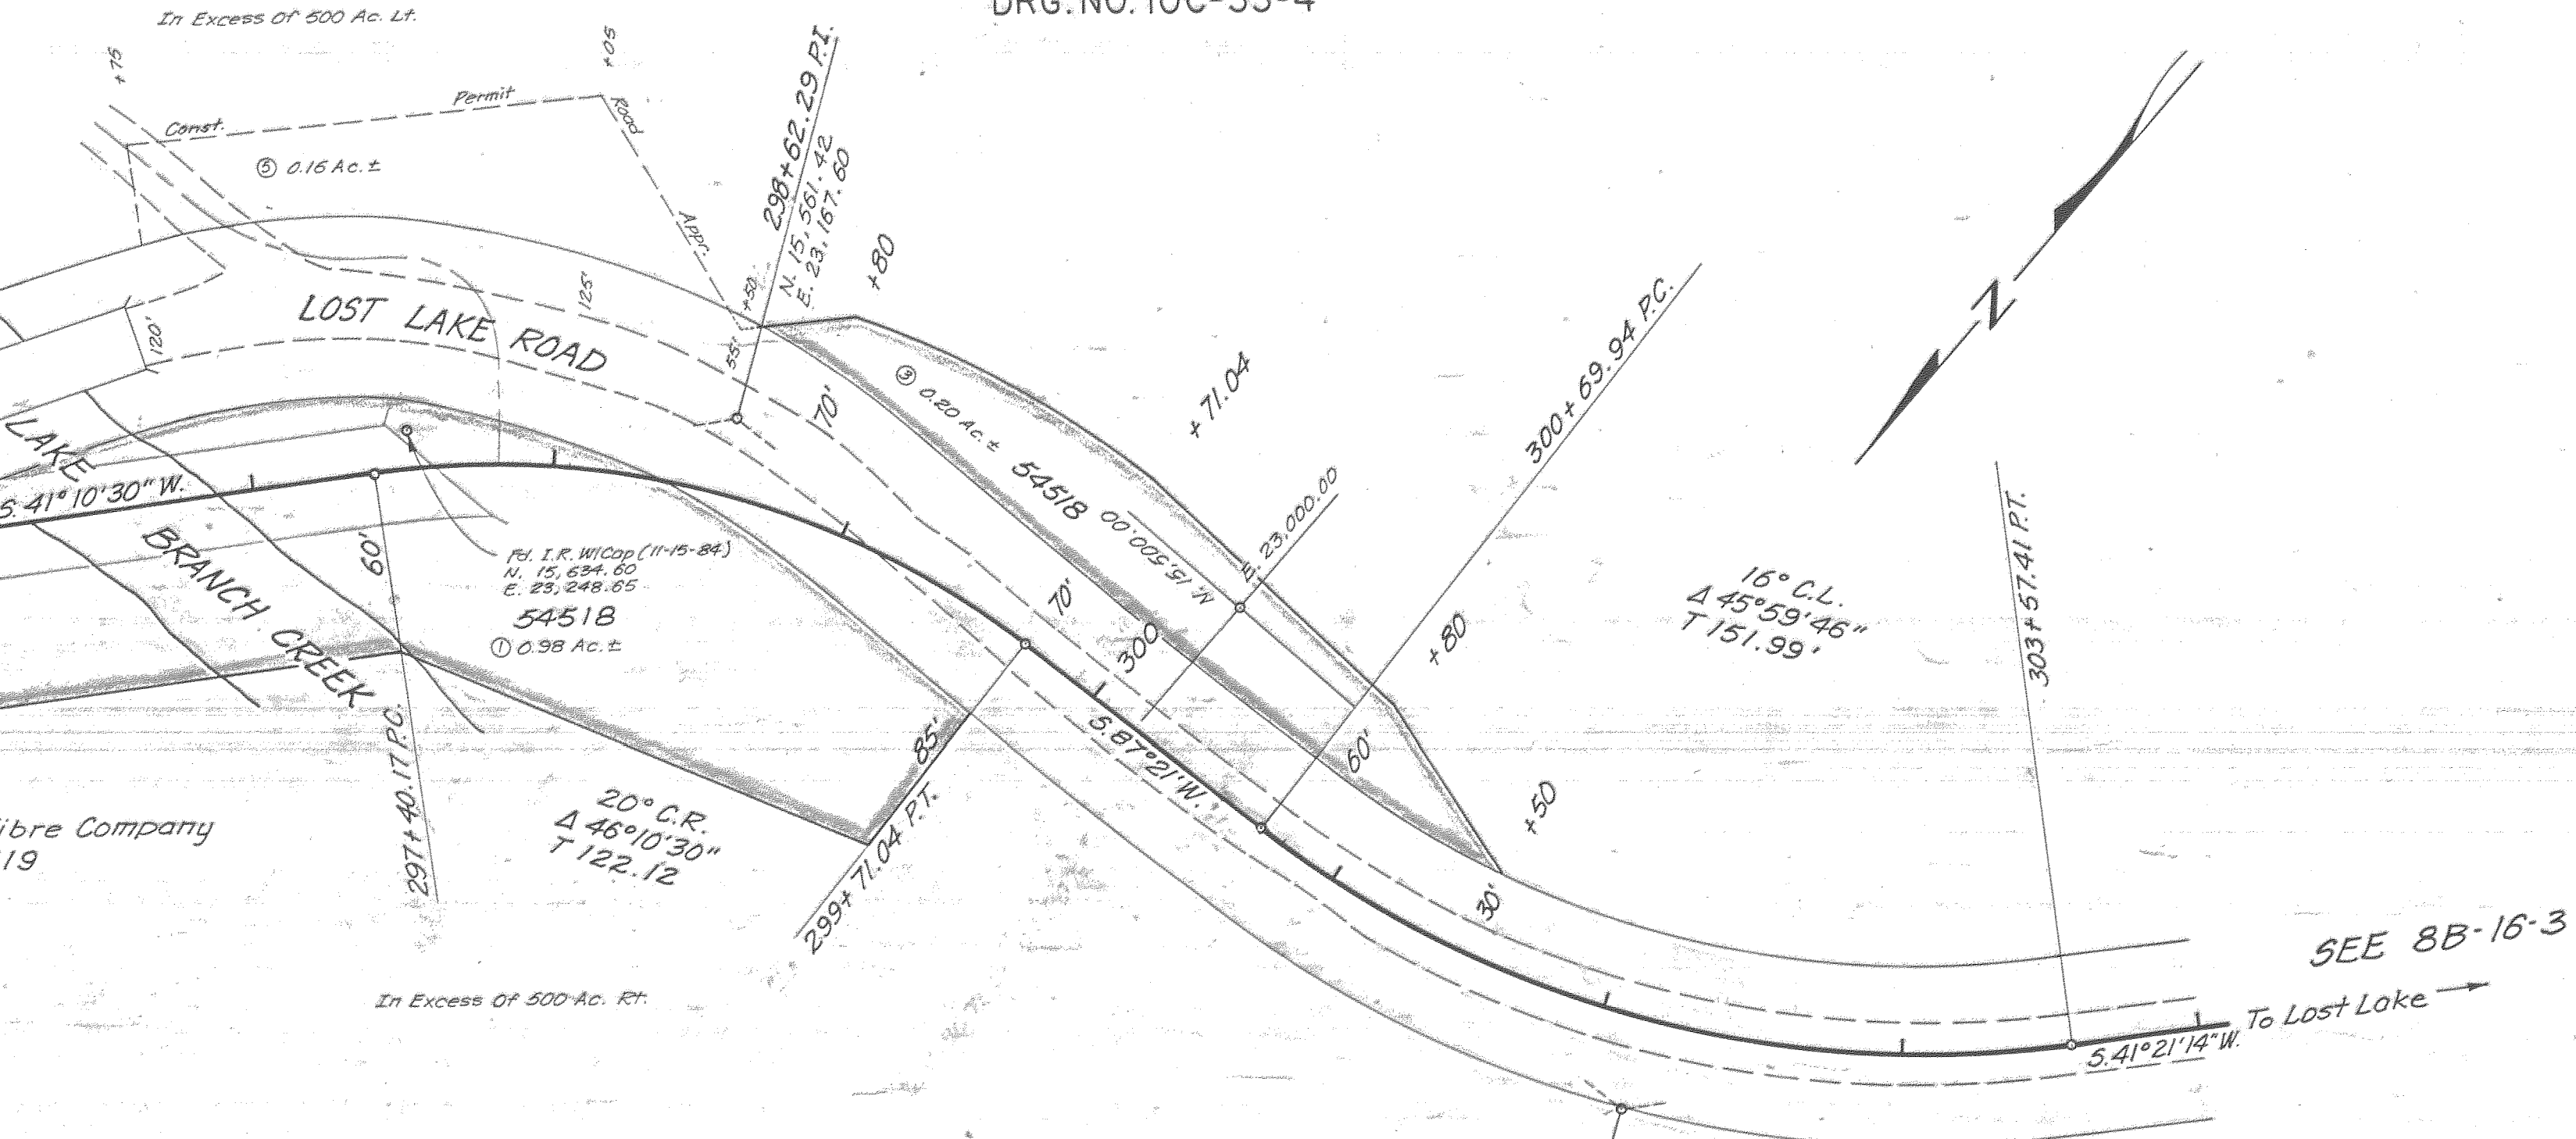 In Excess Of 500 Ac. Lt.
DRG. NO. 10C-33-4
+75
+05
Const.
Permit
Road
Appr.
⑤ 0.16 Ac. ±
298+62.29 P.I.
N. 15,561.42
E. 23,167.60
+50
+80
55'
125'
120'
LOST LAKE ROAD
70'
③ 0.20 Ac. ±
54518
+71.04
300+69.94 P.C.
N
N. 15,500.00
E. 23,000.00
LAKE
S. 41°10'30" W.
BRANCH CREEK
60'
Fd. I.R. W/Cap (11-15-84)
N. 15,634.60
E. 23,248.65
54518
① 0.98 Ac. ±
70'
300
+80
16° C.L.
Δ 45°59'46"
T 151.99'
303+57.41 P.T.
297+40.17 P.C.
85'
S. 87°21' W.
60'
+50
20° C.R.
Δ 46°10'30"
T 122.12
299+71.04 P.T.
ibre Company
19
30'
In Excess Of 500 Ac. Rt.
SEE 8B-16-3
To Lost Lake
S. 41°21'14" W.